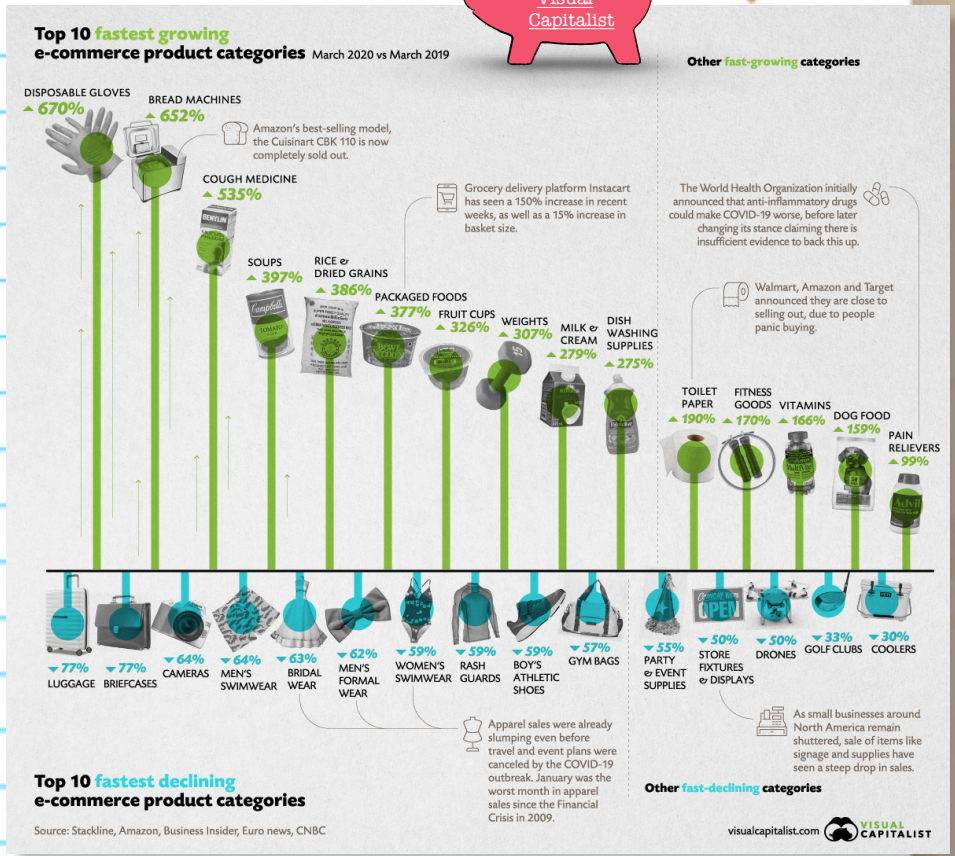 Visual
Capitalist
Top 10 fastest growing
e-commerce product categories March 2020 vs March 2019
Other fast-growing categories
DISPOSABLE GLOVES
670%
BREAD MACHINES
652%
Amazon's best-selling model,
the Cuisinart CBK 110 is now
completely sold out.
COUGH MEDICINE
535%
BENYLIN
SOUPS
397%
Campbell's
TOMATO
RICE &
DRIED GRAINS
386%
Grocery delivery platform Instacart
has seen a 150% increase in recent
weeks, as well as a 15% increase in
basket size.
PACKAGED FOODS
377%
BOWL
NOODLES
FRUIT CUPS
326%
WEIGHTS
307%
15
MILK &
CREAM
279%
DISH
WASHING
SUPPLIES
275%
The World Health Organization initially
announced that anti-inflammatory drugs
could make COVID-19 worse, before later
changing its stance claiming there is
insufficient evidence to back this up.
Walmart, Amazon and Target
announced they are close to
selling out, due to people
panic buying.
TOILET
PAPER
190%
FITNESS
GOODS
170%
VITAMINS
166%
DOG FOOD
159%
PAIN
RELIEVERS
99%
Advil
77%
LUGGAGE
77%
BRIEFCASES
64%
CAMERAS
64%
MEN'S
SWIMWEAR
63%
BRIDAL
WEAR
62%
MEN'S
FORMAL
WEAR
59%
WOMEN'S
SWIMWEAR
59%
RASH
GUARDS
59%
BOY'S
ATHLETIC
SHOES
57%
GYM BAGS
55%
PARTY
& EVENT
SUPPLIES
OPEN
50%
STORE
FIXTURES
& DISPLAYS
50%
DRONES
33%
GOLF CLUBS
30%
COOLERS
Apparel sales were already
slumping even before
travel and event plans were
canceled by the COVID-19
outbreak. January was the
worst month in apparel
sales since the Financial
Crisis in 2009.
As small businesses around
North America remain
shuttered, sale of items like
signage and supplies have
seen a steep drop in sales.
Top 10 fastest declining
e-commerce product categories
Other fast-declining categories
Source: Stackline, Amazon, Business Insider, Euro news, CNBC
visualcapitalist.com
VISUAL
CAPITALIST